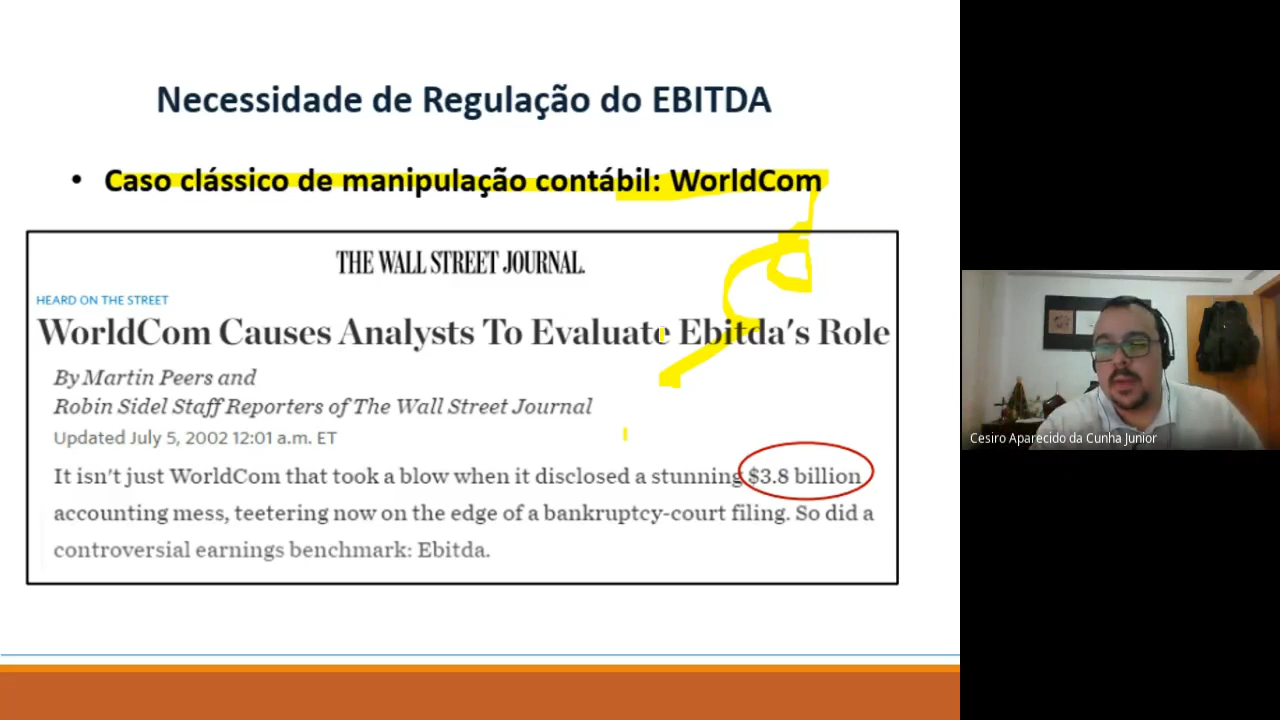 Necessidade de Regulação do EBITDA
• Caso clássico de manipulação contábil: WorldCom
THE WALL STREET JOURNAL.
HEARD ON THE STREET
WorldCom Causes Analysts To Evaluate Ebitda's Role
By Martin Peers and
Robin Sidel Staff Reporters of The Wall Street Journal
Updated July 5, 2002 12:01 a.m. ET
It isn't just WorldCom that took a blow when it disclosed a stunning $3.8 billion
accounting mess, teetering now on the edge of a bankruptcy-court filing. So did a
controversial earnings benchmark: Ebitda.
Cesiro Aparecido da Cunha Junior